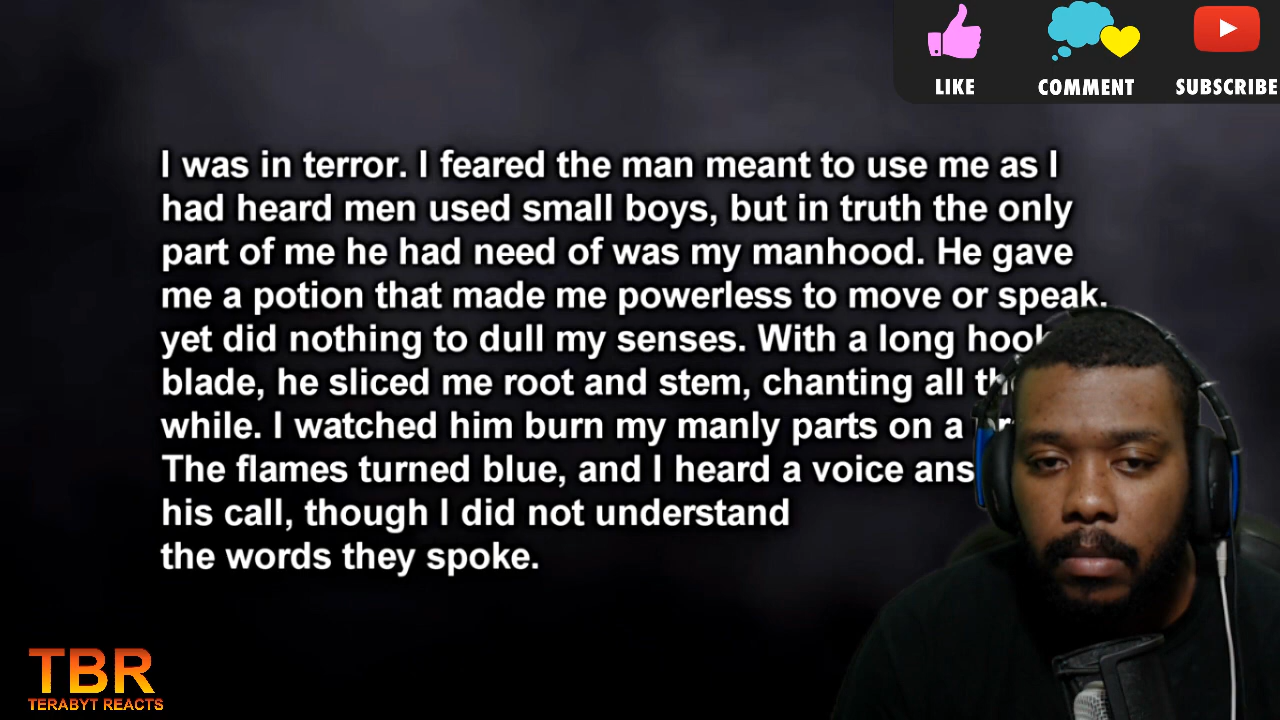 LIKE
COMMENT
SUBSCRIBE
I was in terror. I feared the man meant to use me as I
had heard men used small boys, but in truth the only
part of me he had need of was my manhood. He gave
me a potion that made me powerless to move or speak.
yet did nothing to dull my senses. With a long
blade, he sliced me root and stem, chanting all
while. I watched him burn my manly parts on a
The flames turned blue, and I heard a voice
his call, though I did not understand
the words they spoke.
TBR
TERABYT REACTS